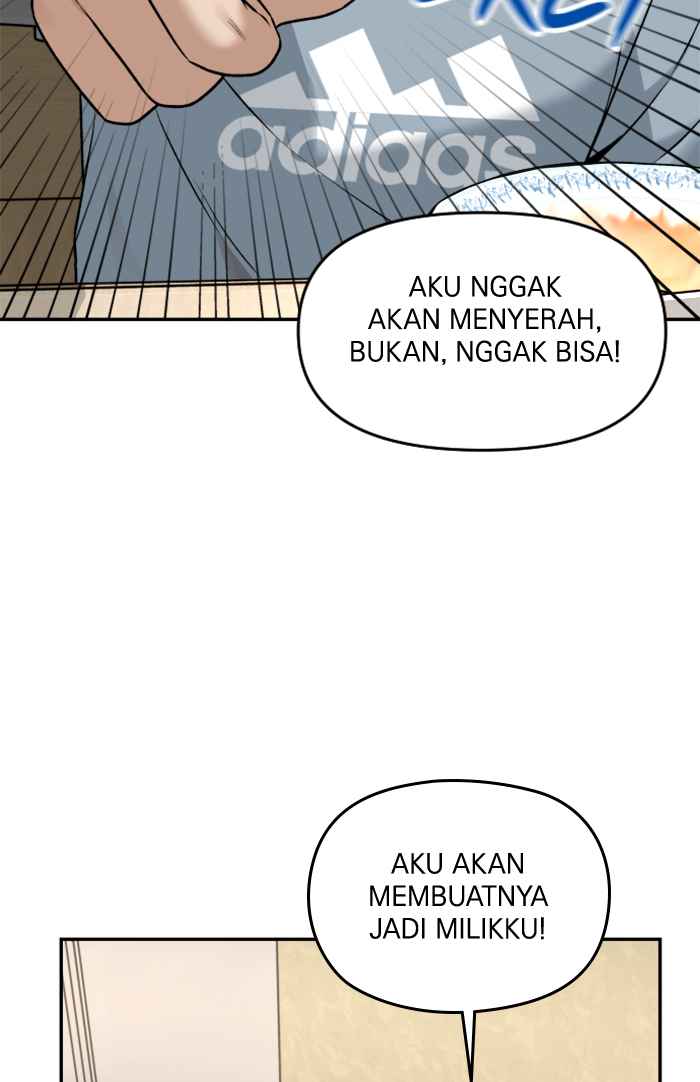 adidas
AKU NGGAK
AKAN MENYERAH,
BUKAN, NGGAK BISA!
AKU AKAN
MEMBUATNYA
JADI MILIKKU!